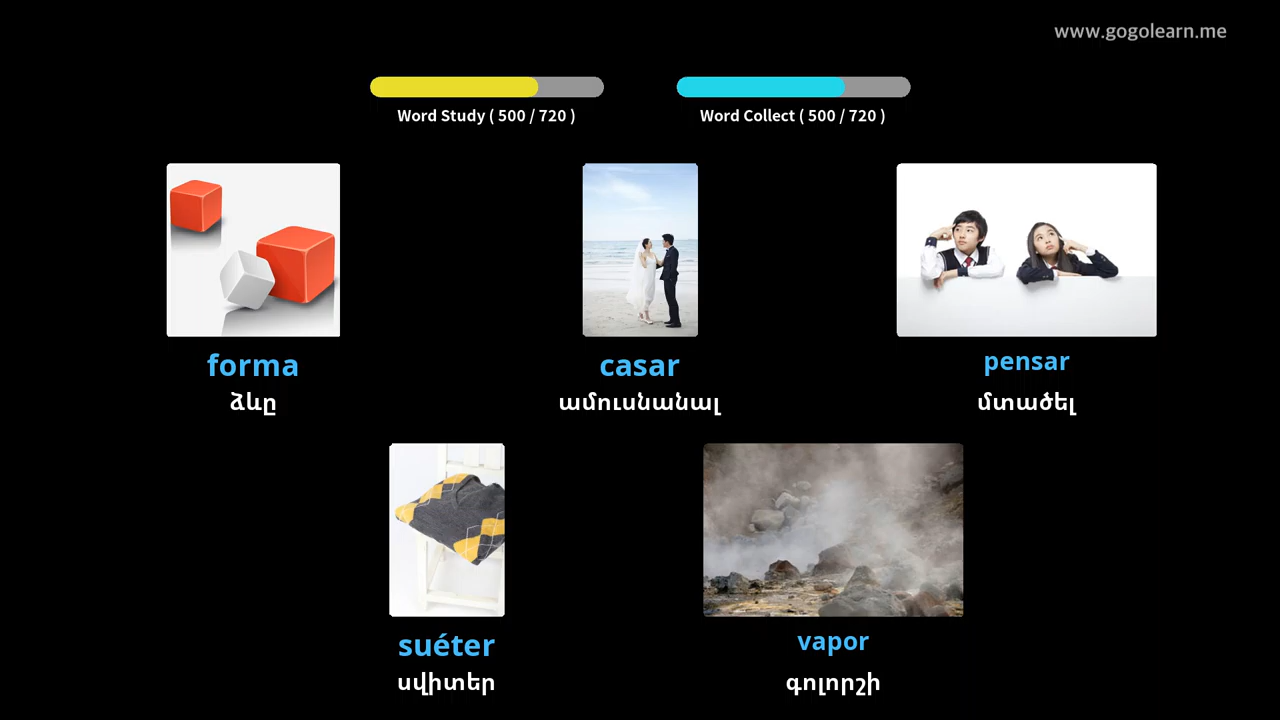 www.gogolearn.me
Word Study ( 500 / 720 )
Word Collect ( 500 / 720 )
forma
ձևը
casar
ամուսնանալ
pensar
մտածել
suéter
սվիտեր
vapor
գոլորշի